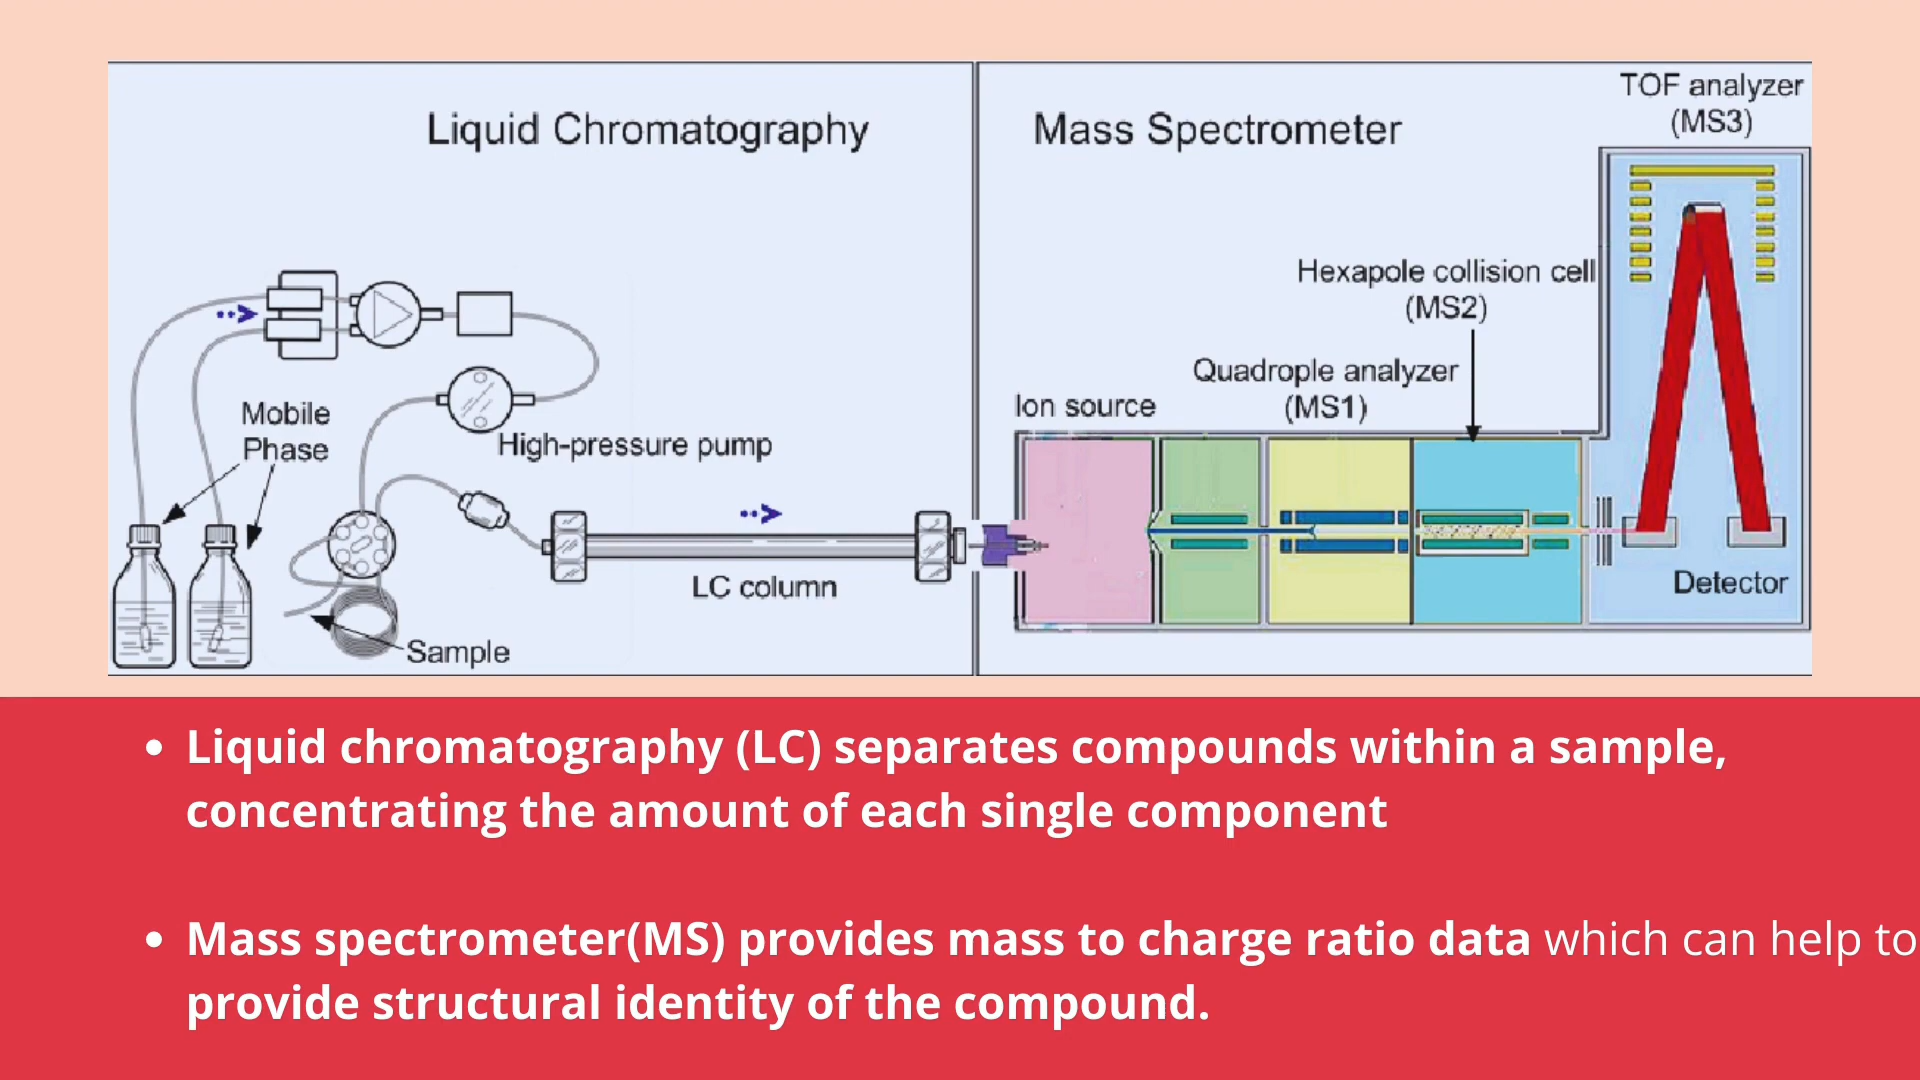 Liquid Chromatography
Mass Spectrometer
TOF analyzer
(MS3)
Hexapole collision cell
(MS2)
Quadrople analyzer
(MS1)
Ion source
Mobile
Phase
High-pressure pump
LC column
Sample
Detector
• Liquid chromatography (LC) separates compounds within a sample,
concentrating the amount of each single component
• Mass spectrometer(MS) provides mass to charge ratio data which can help to
provide structural identity of the compound.